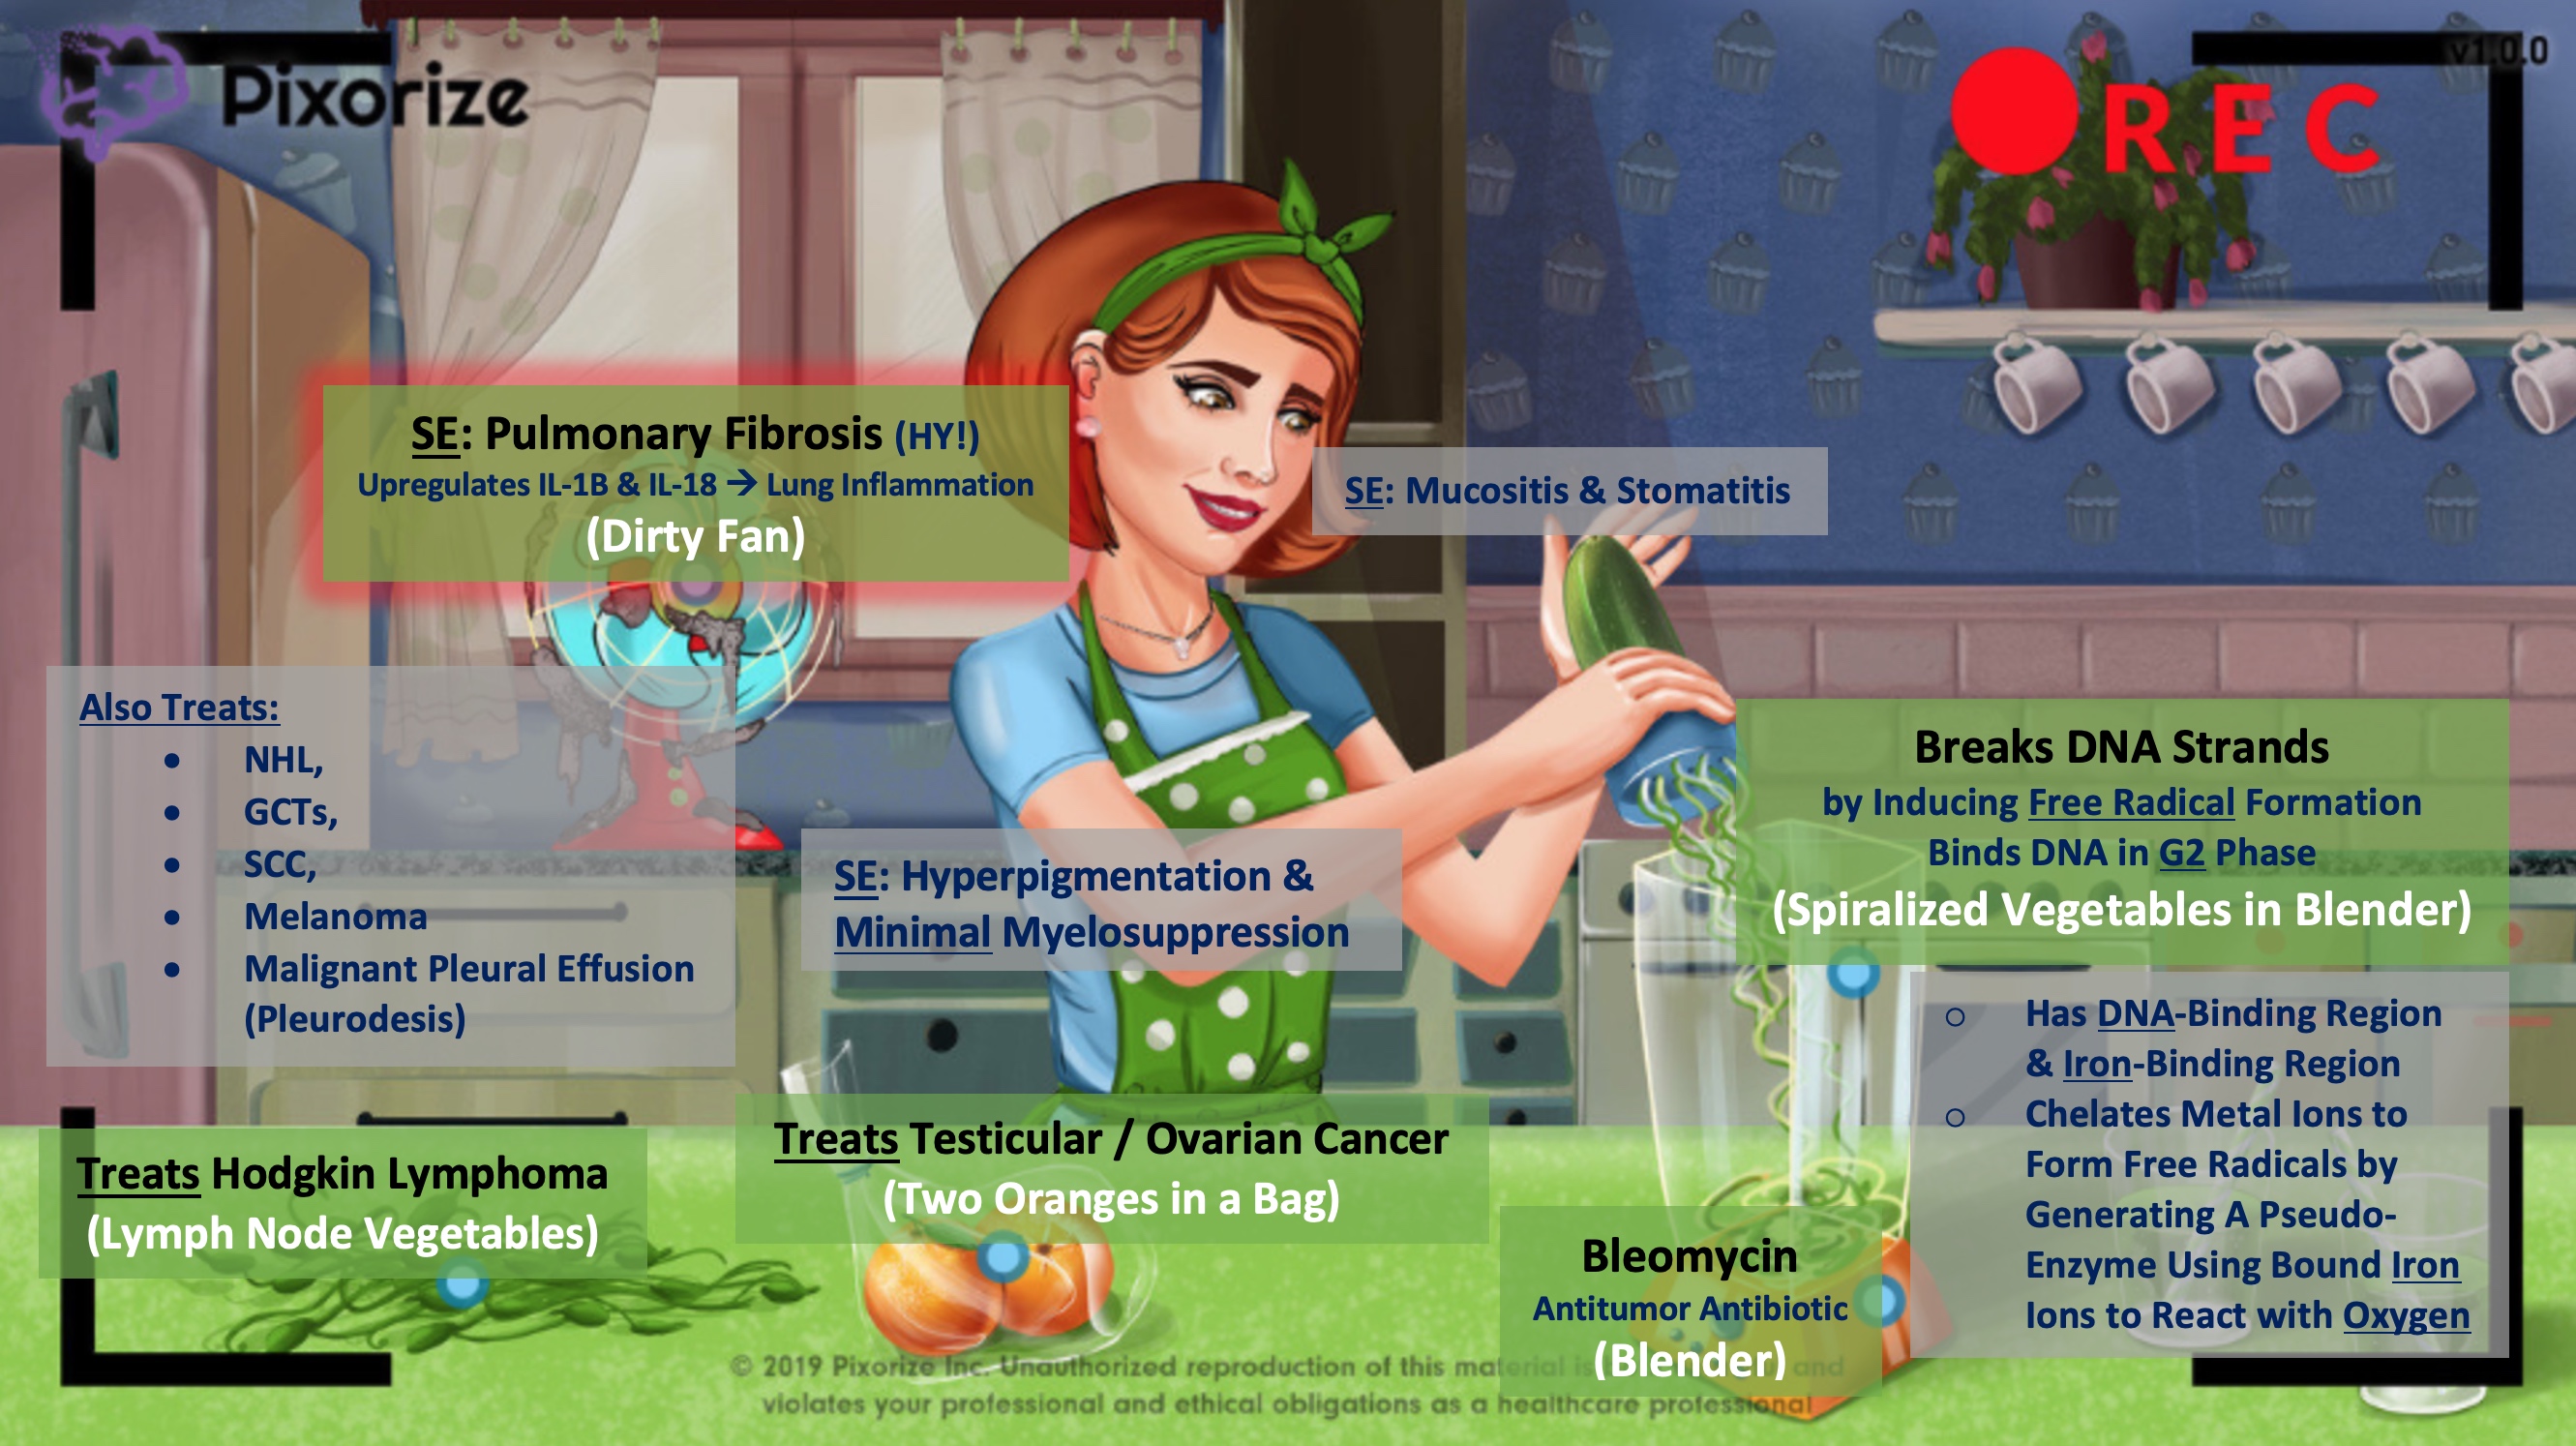 Pixorize
v1.0.0
REC
SE: Pulmonary Fibrosis (HY!)
Upregulates IL-1B & IL-18 → Lung Inflammation
(Dirty Fan)
SE: Mucositis & Stomatitis
Also Treats:
• NHL,
• GCTs,
• SCC,
• Melanoma
• Malignant Pleural Effusion
(Pleurodesis)
SE: Hyperpigmentation &
Minimal Myelosuppression
Breaks DNA Strands
by Inducing Free Radical Formation
Binds DNA in G2 Phase
(Spiralized Vegetables in Blender)
○ Has DNA-Binding Region
& Iron-Binding Region
○ Chelates Metal Ions to
Form Free Radicals by
Generating A Pseudo-
Enzyme Using Bound Iron
Ions to React with Oxygen
Treats Hodgkin Lymphoma
(Lymph Node Vegetables)
Treats Testicular / Ovarian Cancer
(Two Oranges in a Bag)
Bleomycin
Antitumor Antibiotic
(Blender)
© 2019 Pixorize Inc. Unauthorized reproduction of this material is and
violates your professional and ethical obligations as a healthcare professional